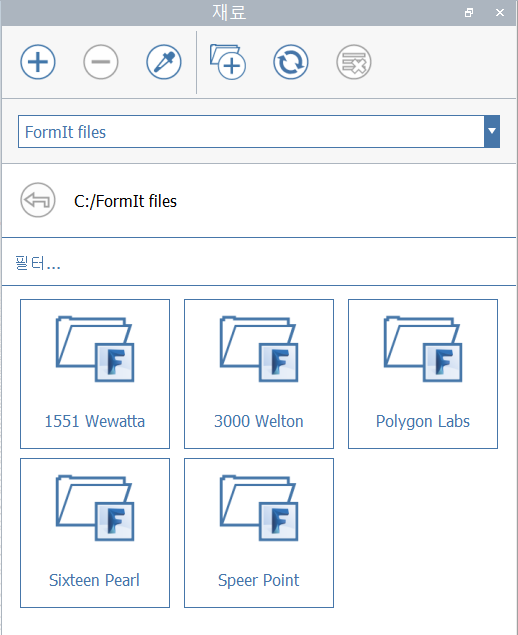 재료
FormIt files
C:/FormIt files
필터...
1551 Wewatta
3000 Welton
Polygon Labs
Sixteen Pearl
Speer Point